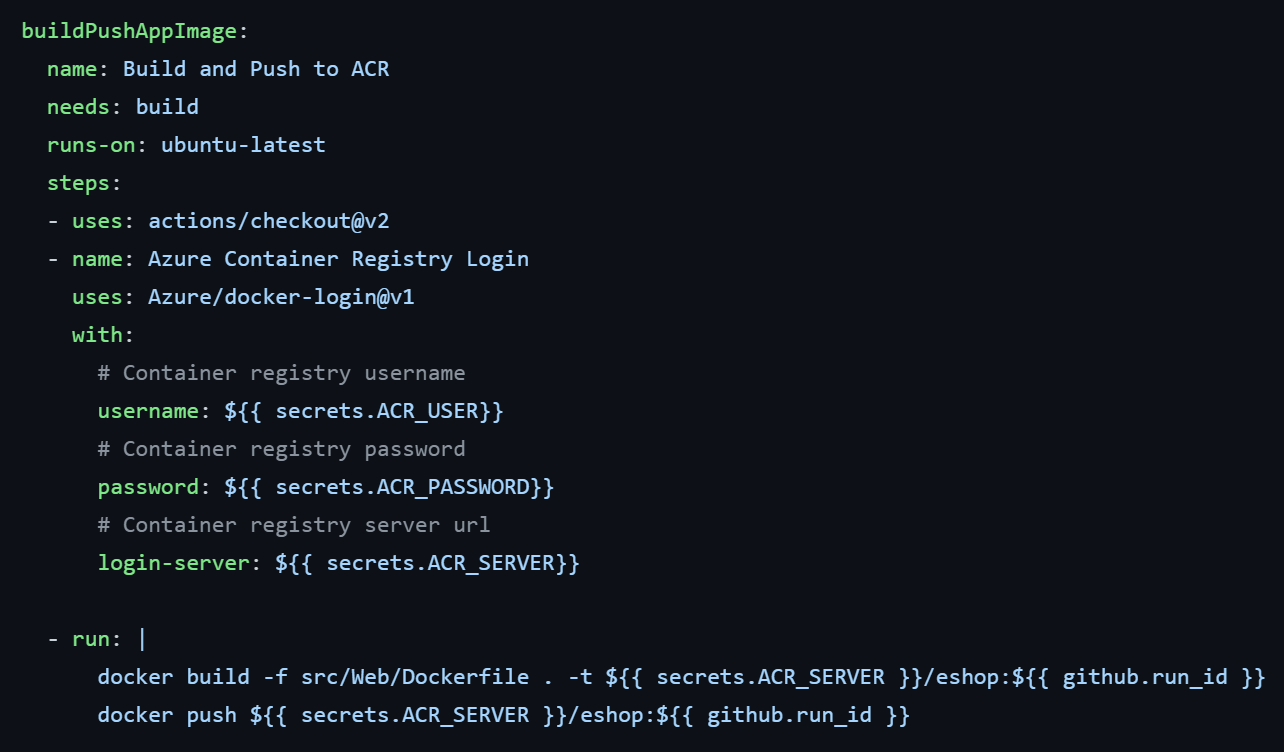 buildPushAppImage:
  name: Build and Push to ACR
  needs: build
  runs-on: ubuntu-latest
  steps:
  - uses: actions/checkout@v2
  - name: Azure Container Registry Login
    uses: Azure/docker-login@v1
    with:
      # Container registry username
      username: ${{ secrets.ACR_USER}}
      # Container registry password
      password: ${{ secrets.ACR_PASSWORD}}
      # Container registry server url
      login-server: ${{ secrets.ACR_SERVER}}

  - run: |
      docker build -f src/Web/Dockerfile . -t ${{ secrets.ACR_SERVER }}/eshop:${{ github.run_id }}
      docker push ${{ secrets.ACR_SERVER }}/eshop:${{ github.run_id }}